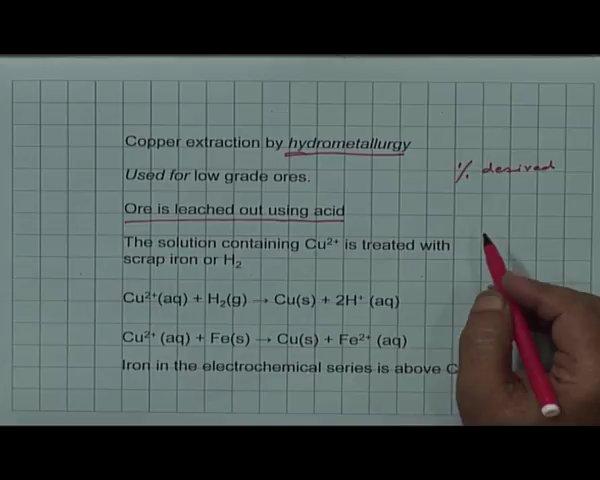 Copper extraction by hydrometallurgy
Used for low grade ores.
% desired
Ore is leached out using acid
The solution containing Cu²⁺ is treated with
scrap iron or H₂
Cu²⁺(aq) + H₂(g) → Cu(s) + 2H⁺ (aq)
Cu²⁺ (aq) + Fe(s) → Cu(s) + Fe²⁺ (aq)
Iron in the electrochemical series is above C